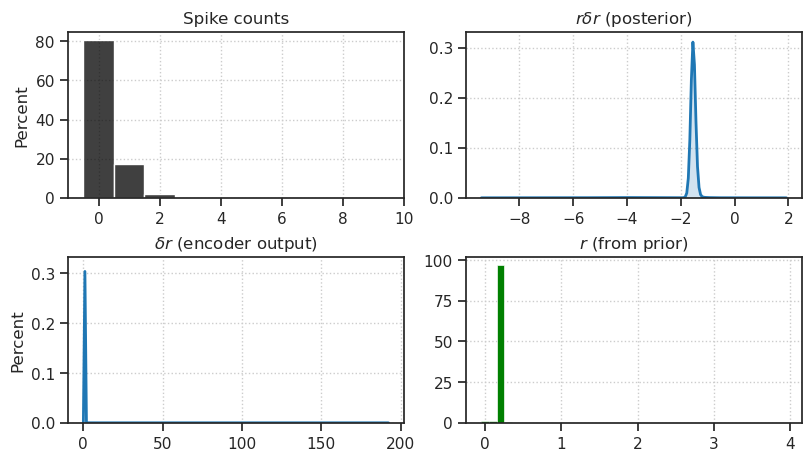 Spike counts
Percent
80
60
40
20
0
0 2 4 6 8 10
rδr (posterior)
0.3
0.2
0.1
0.0
−8 −6 −4 −2 0 2
δr (encoder output)
Percent
0.3
0.2
0.1
0.0
0 50 100 150 200
r (from prior)
100
75
50
25
0
0 1 2 3 4